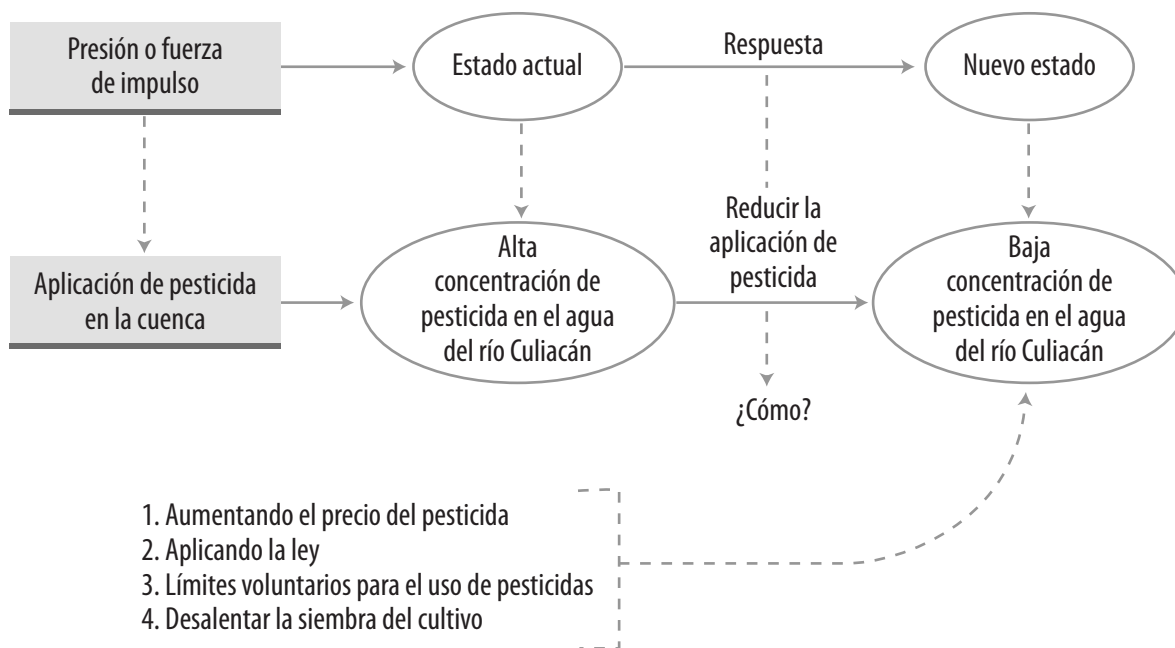 Presión o fuerza
de impulso
Estado actual
Respuesta
Nuevo estado
Aplicación de pesticida
en la cuenca
Alta
concentración de
pesticida en el agua
del río Culiacán
Reducir la
aplicación de
pesticida
Baja
concentración de
pesticida en el agua
del río Culiacán
¿Cómo?
1. Aumentando el precio del pesticida
2. Aplicando la ley
3. Límites voluntarios para el uso de pesticidas
4. Desalentar la siembra del cultivo